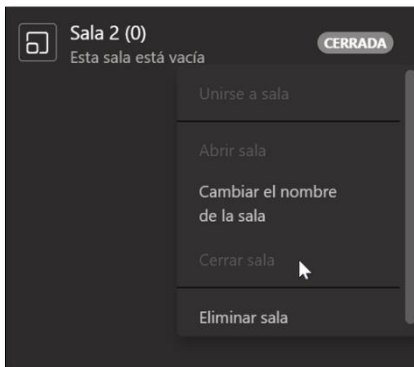 Sala 2 (0)
CERRADA
Esta sala está vacía
Unirse a sala
Abrir sala
Cambiar el nombre
de la sala
Cerrar sala
Eliminar sala